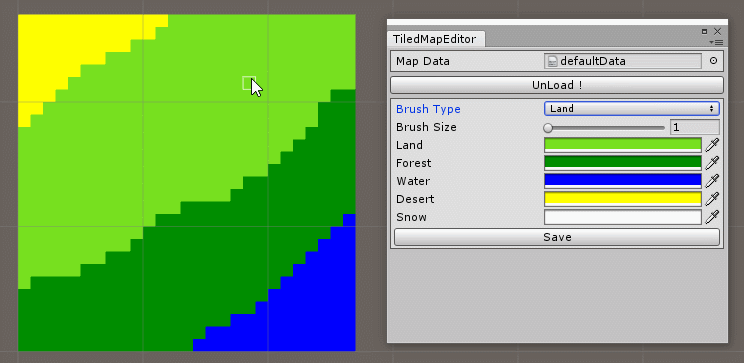 TiledMapEditor
Map Data defaultData
UnLoad !
Brush Type Land
Brush Size 1
Land
Forest
Water
Desert
Snow
Save